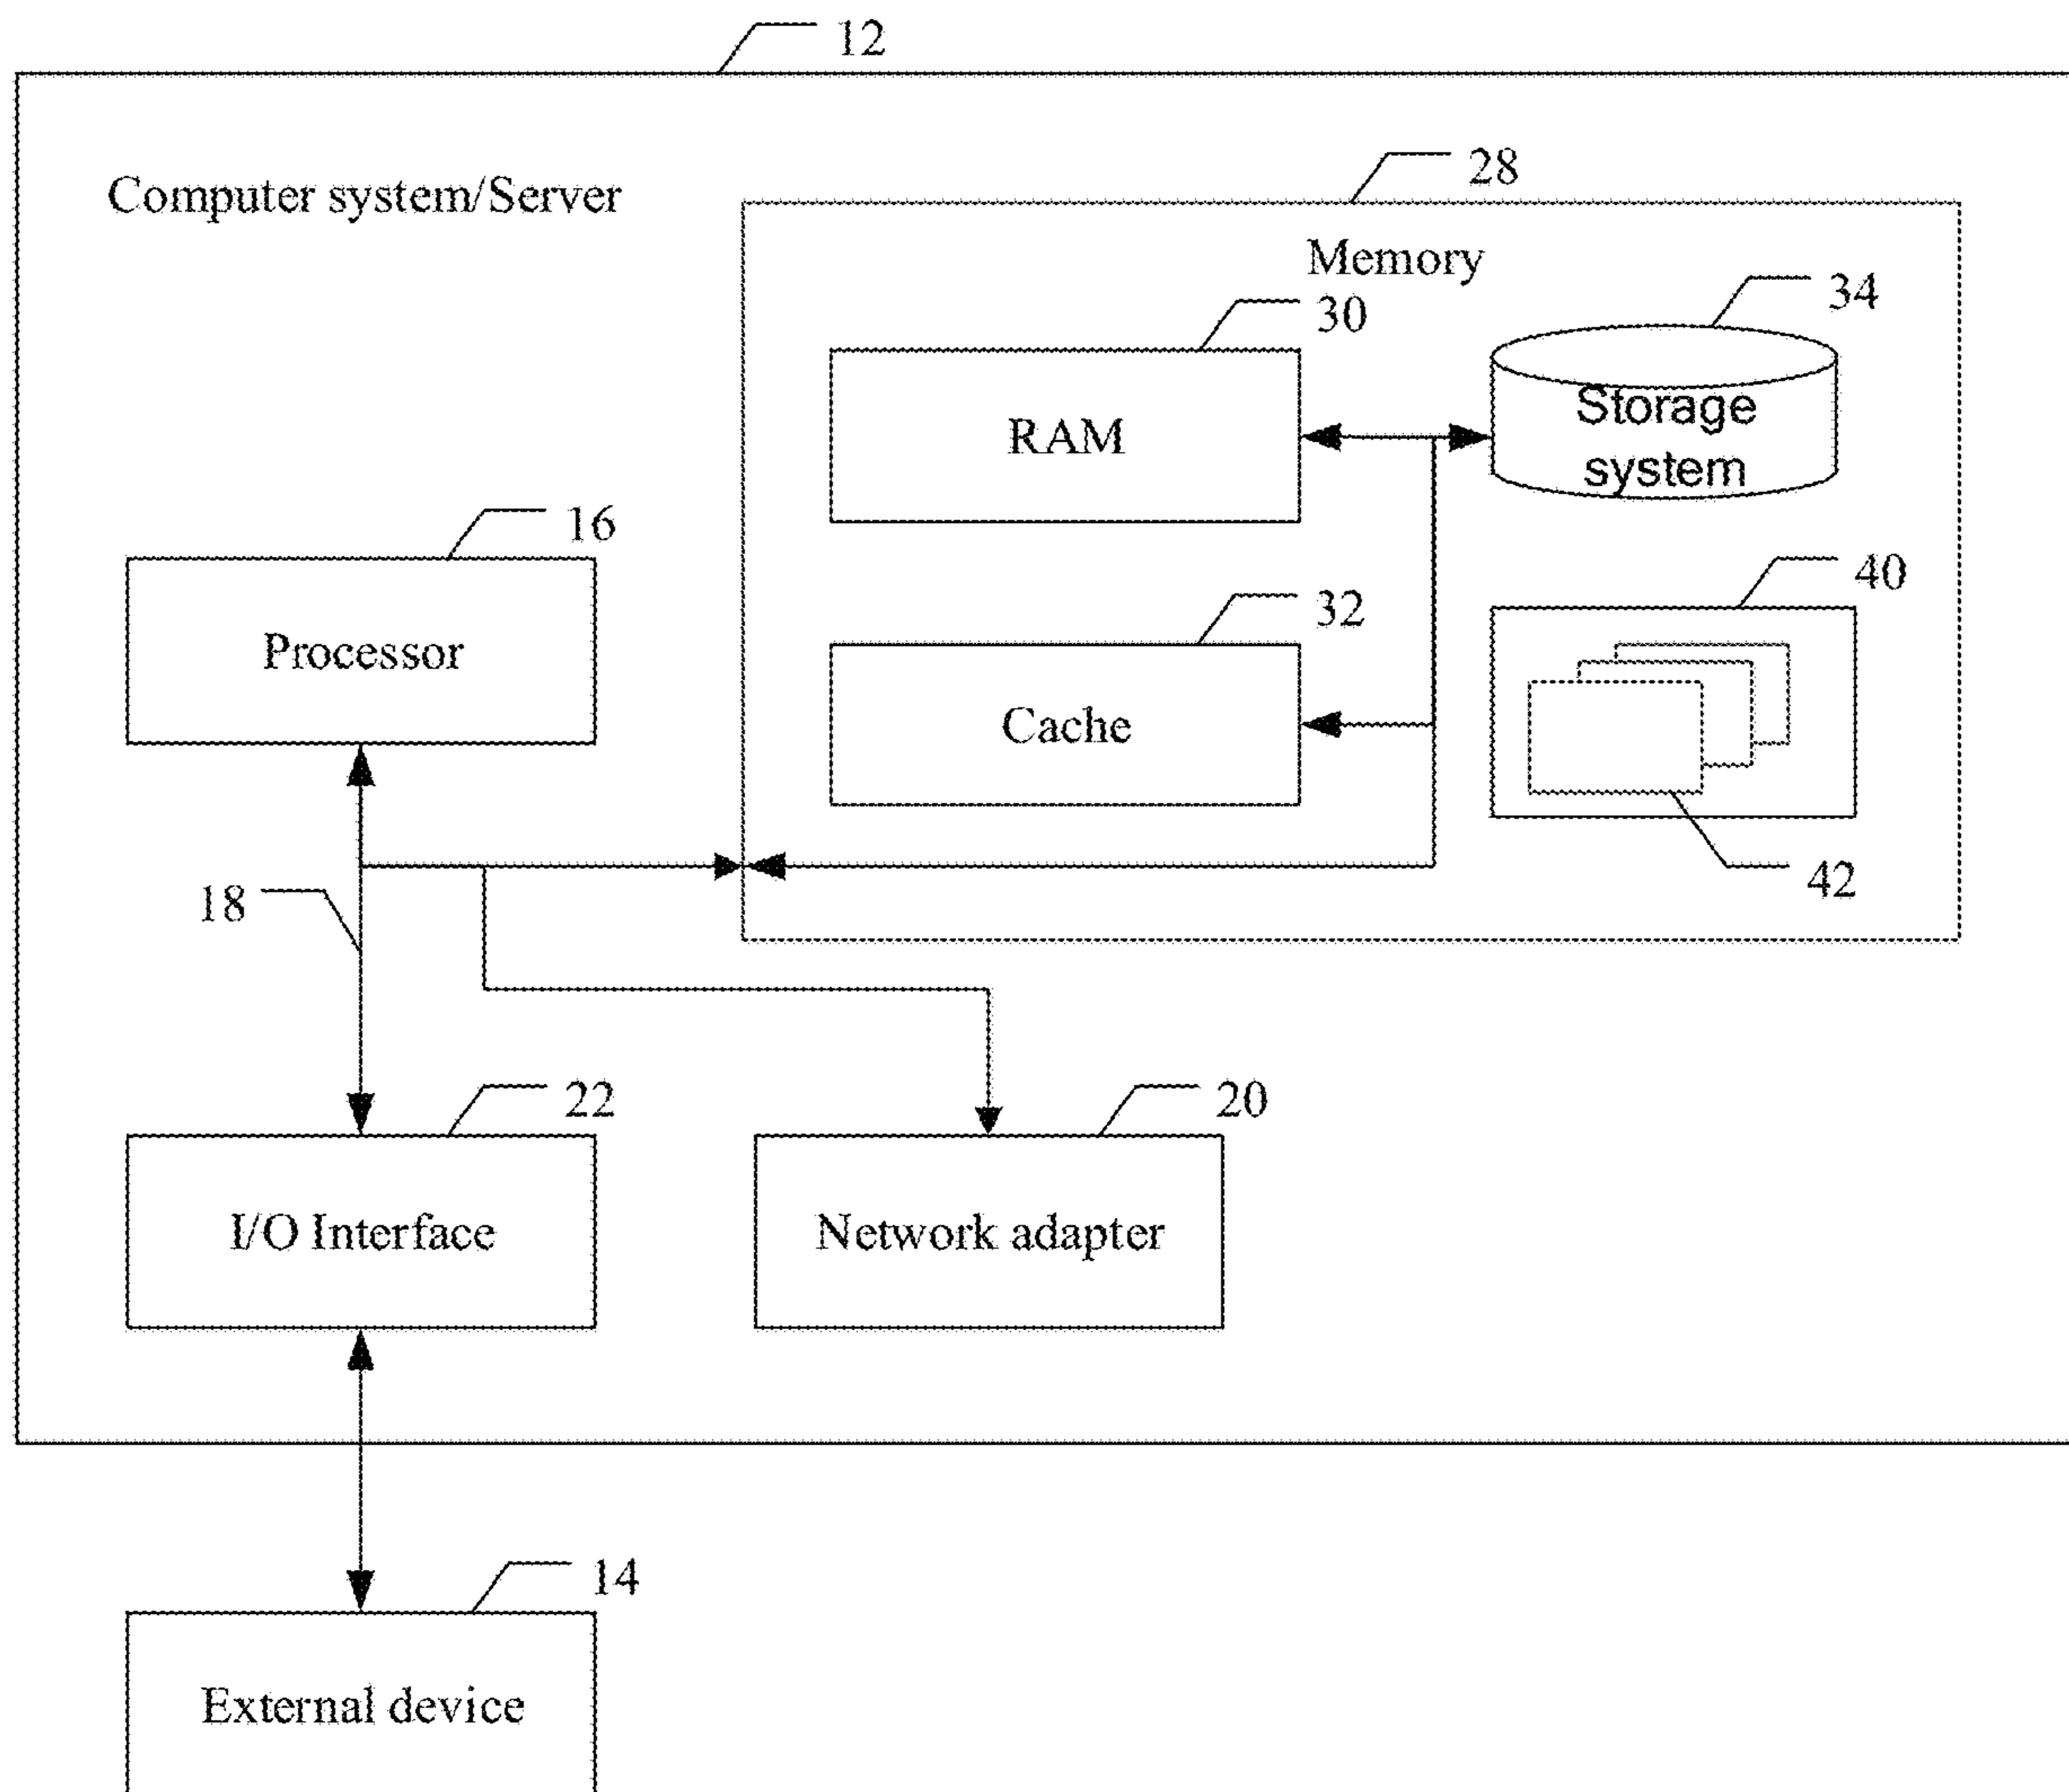 12
Computer system/Server
28
Memory
34
30
RAM
Storage
system
16
40
32
Processor
Cache
42
18
22
20
I/O Interface
Network adapter
14
External device